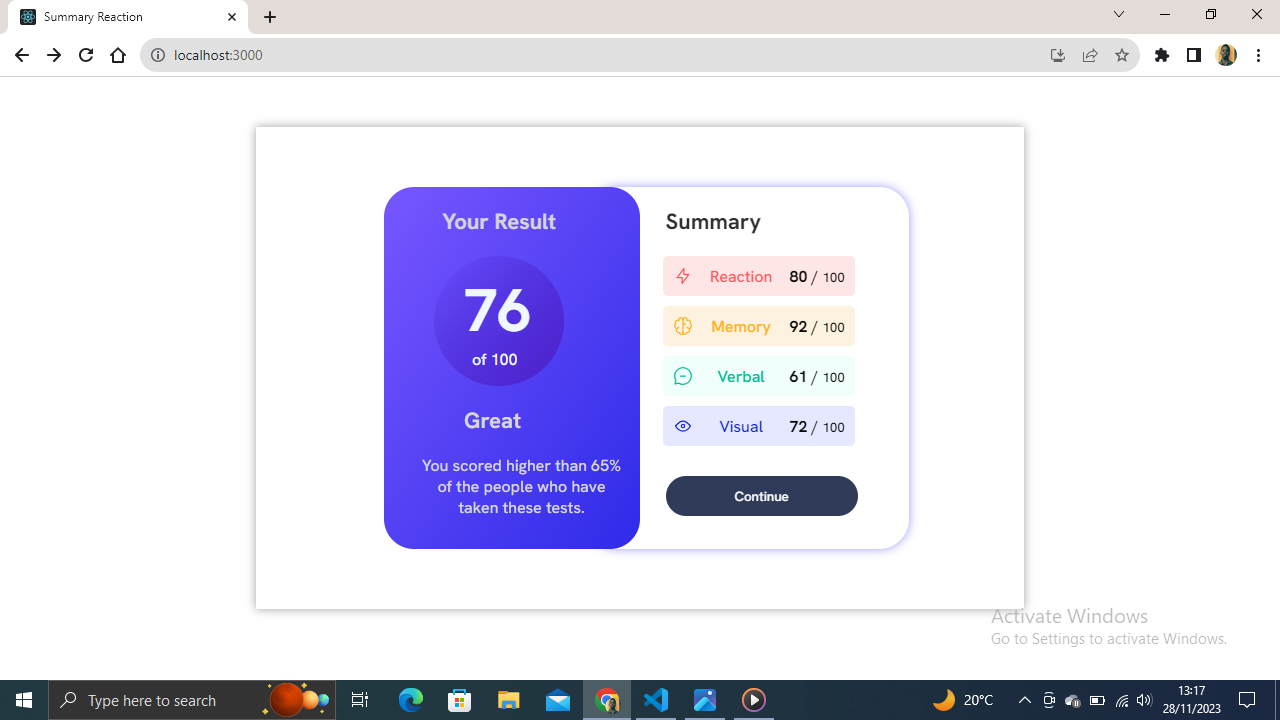 Summary Reaction
localhost:3000
Your Result
76
of 100
Great
You scored higher than 65%
of the people who have
taken these tests.
Summary
Reaction 80 / 100
Memory 92 / 100
Verbal 61 / 100
Visual 72 / 100
Continue
Activate Windows
Go to Settings to activate Windows.
Type here to search
20°C
13:17
28/11/2023